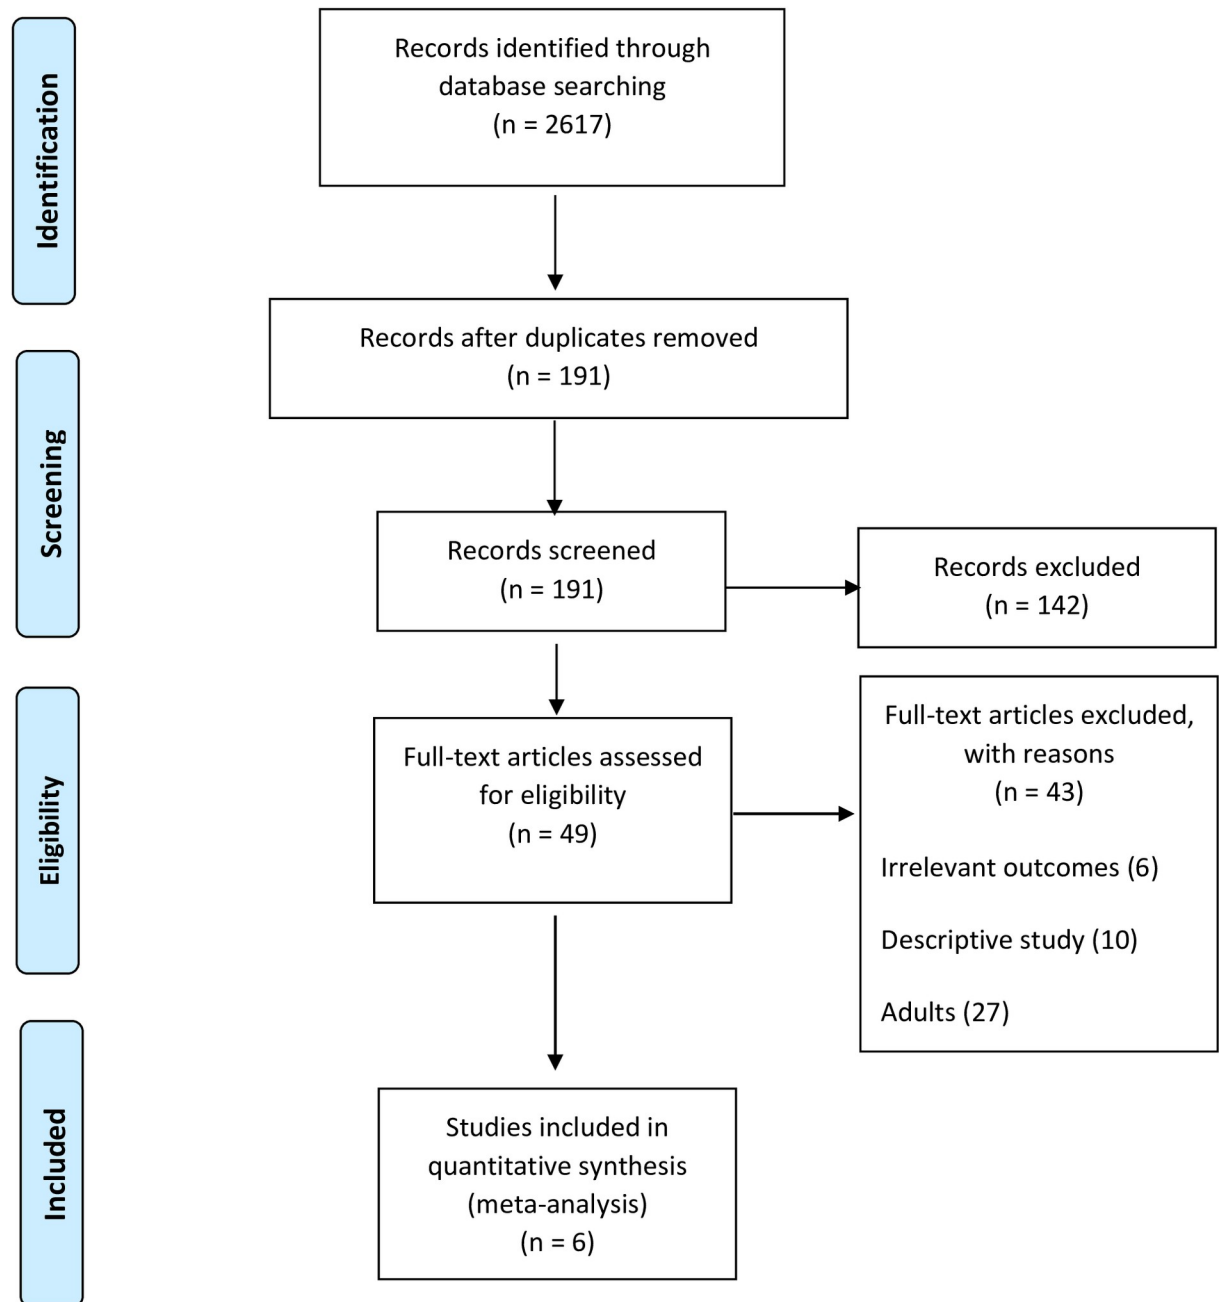 Identification
Records identified through
database searching
(n = 2617)
Records after duplicates removed
(n = 191)
Screening
Records screened
(n = 191)
Records excluded
(n = 142)
Eligibility
Full-text articles assessed
for eligibility
(n = 49)
Full-text articles excluded,
with reasons
(n = 43)
Irrelevant outcomes (6)
Descriptive study (10)
Adults (27)
Included
Studies included in
quantitative synthesis
(meta-analysis)
(n = 6)